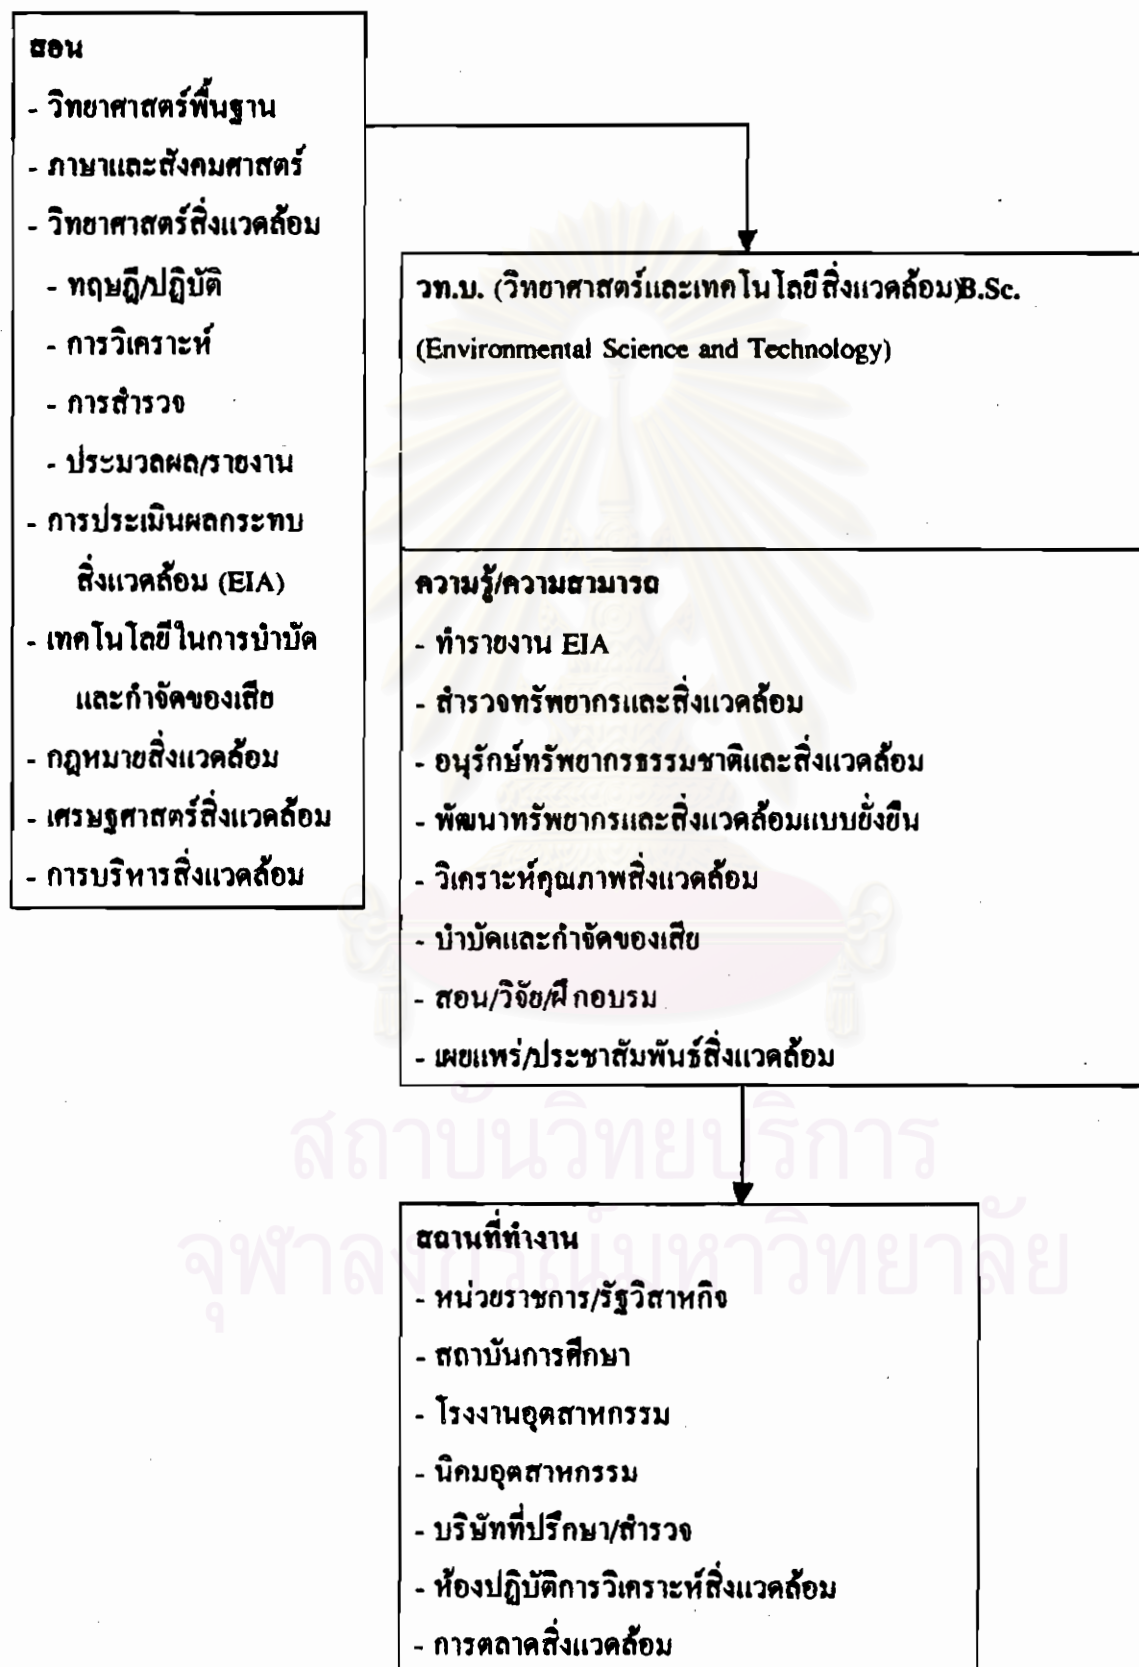 สอน
- วิทยาศาสตร์พื้นฐาน
- ภาษาและสังคมศาสตร์
- วิทยาศาสตร์สิ่งแวดล้อม
- ทฤษฎี/ปฏิบัติ
- การวิเคราะห์
- การสำรวจ
- ประมวลผล/รายงาน
- การประเมินผลกระทบ
สิ่งแวดล้อม (EIA)
- เทคโนโลยีในการบำบัด
และกำจัดของเสีย
- กฎหมายสิ่งแวดล้อม
- เศรษฐศาสตร์สิ่งแวดล้อม
- การบริหารสิ่งแวดล้อม
วท.บ. (วิทยาศาสตร์และเทคโนโลยีสิ่งแวดล้อม)B.Sc.
(Environmental Science and Technology)
ความรู้/ความสามารถ
- ทำรายงาน EIA
- สำรวจทรัพยากรและสิ่งแวดล้อม
- อนุรักษ์ทรัพยากรธรรมชาติและสิ่งแวดล้อม
- พัฒนาทรัพยากรและสิ่งแวดล้อมแบบยั่งยืน
- วิเคราะห์คุณภาพสิ่งแวดล้อม
- บำบัดและกำจัดของเสีย
- สอน/วิจัย/ฝึกอบรม
- เผยแพร่/ประชาสัมพันธ์สิ่งแวดล้อม
สถาบันวิทยบริการ
จุฬาลงกรณ์มหาวิทยาลัย
สถานที่ทำงาน
- หน่วยราชการ/รัฐวิสาหกิจ
- สถาบันการศึกษา
- โรงงานอุตสาหกรรม
- นิคมอุตสาหกรรม
- บริษัทที่ปรึกษา/สำรวจ
- ห้องปฏิบัติการวิเคราะห์สิ่งแวดล้อม
- การตลาดสิ่งแวดล้อม